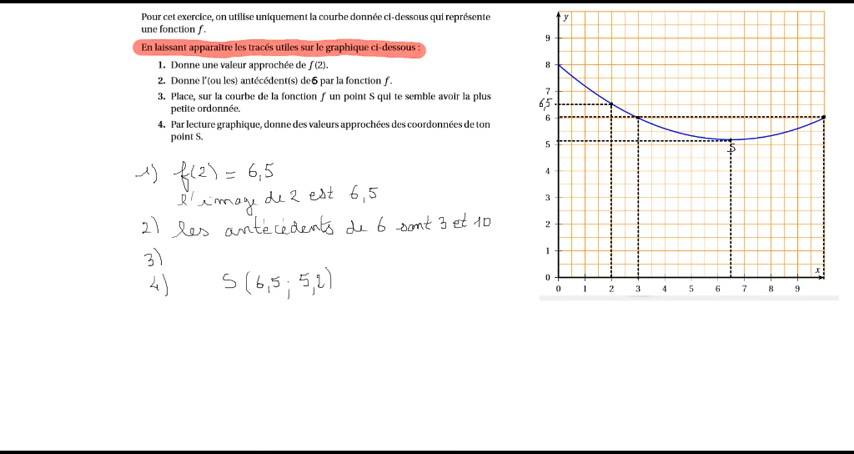 Pour cet exercice, on utilise uniquement la courbe donnée ci-dessous qui représente
une fonction f.
En laissant apparaître les tracés utiles sur le graphique ci-dessous :
1. Donne une valeur approchée de f(2).
2. Donne l'(ou les) antécédent(s) de 6 par la fonction f.
3. Place, sur la courbe de la fonction f un point S qui te semble avoir la plus
petite ordonnée.
4. Par lecture graphique, donne des valeurs approchées des coordonnées de ton
point S.
1) f(2) = 6,5
l'image de 2 est 6,5
2) les antécédents de 6 sont 3 et 10
3)
4) S(6,5 ; 5,2)
y
9
8
7
6,5
6
5
4
3
2
1
0
S
x
0 1 2 3 4 5 6 7 8 9